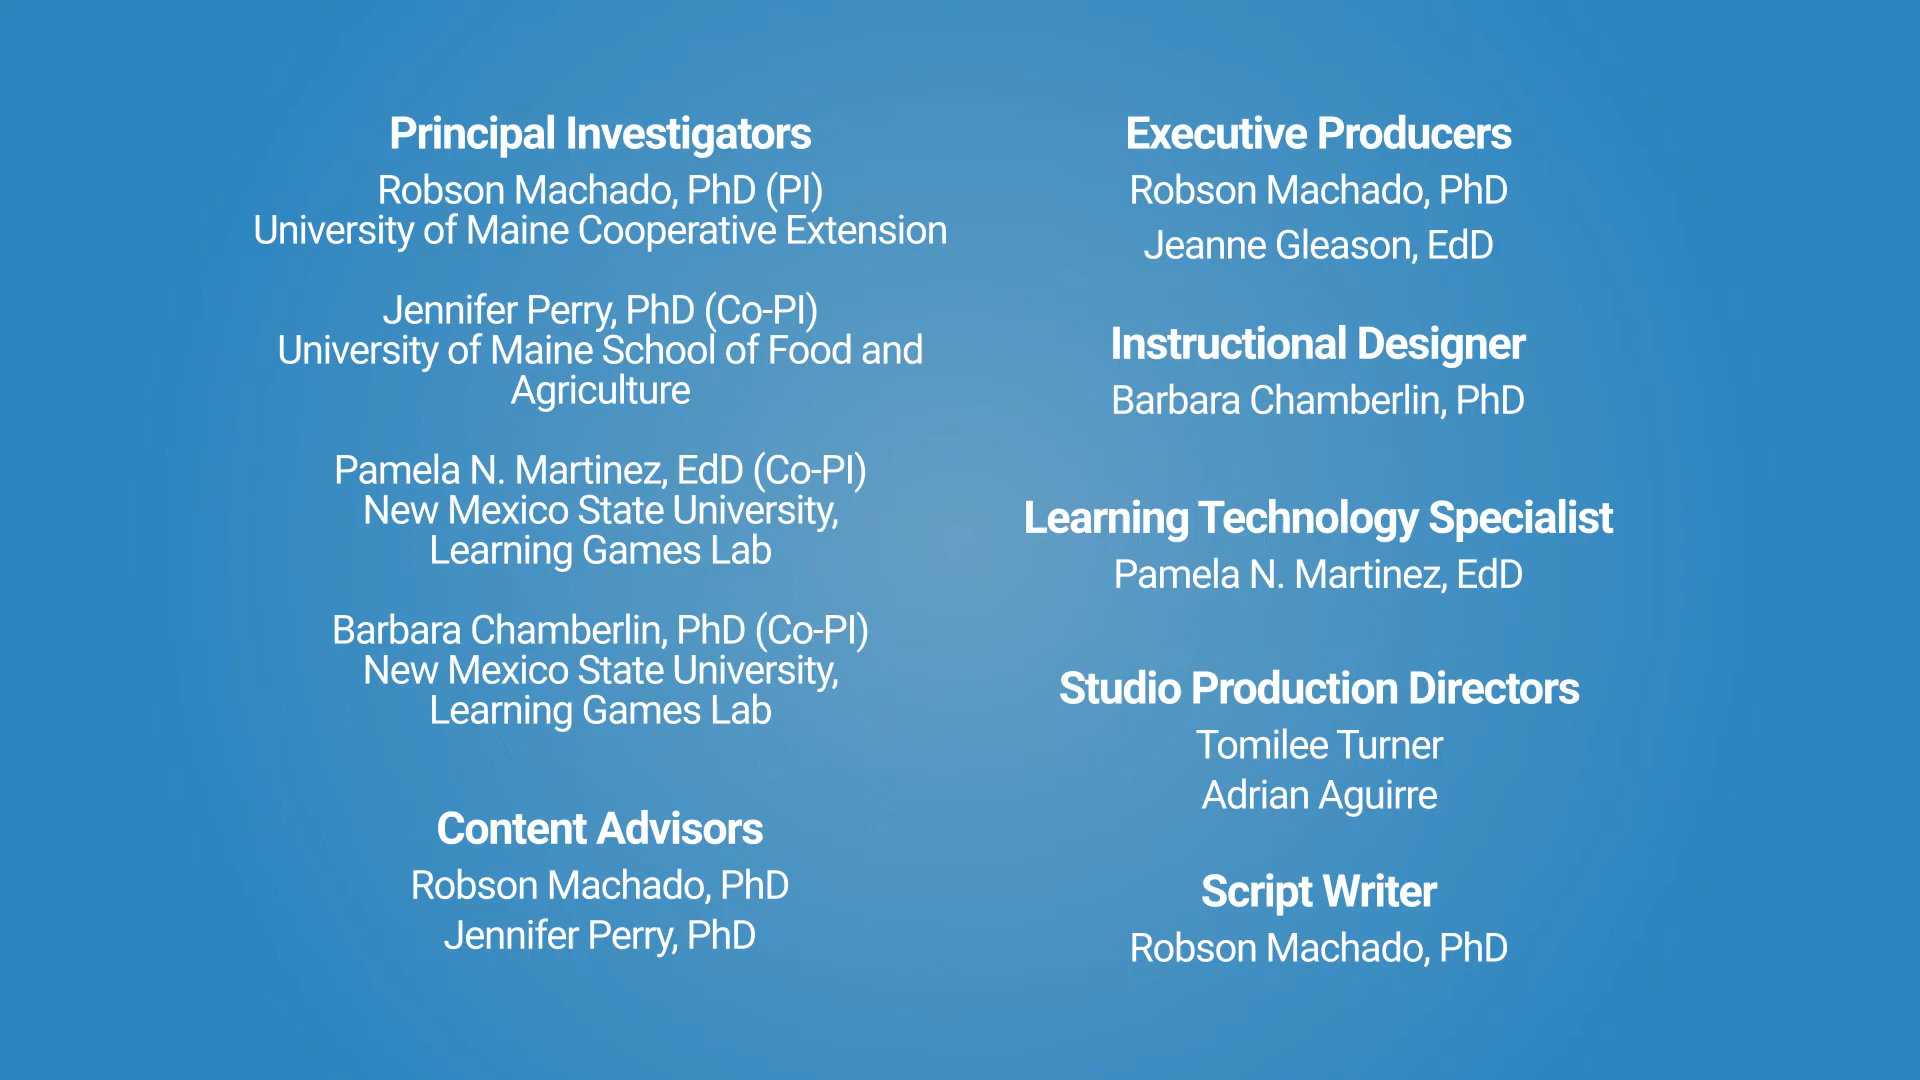 Principal Investigators
Robson Machado, PhD (PI)
University of Maine Cooperative Extension
Jennifer Perry, PhD (Co-PI)
University of Maine School of Food and
Agriculture
Pamela N. Martinez, EdD (Co-PI)
New Mexico State University,
Learning Games Lab
Barbara Chamberlin, PhD (Co-PI)
New Mexico State University,
Learning Games Lab
Content Advisors
Robson Machado, PhD
Jennifer Perry, PhD
Executive Producers
Robson Machado, PhD
Jeanne Gleason, EdD
Instructional Designer
Barbara Chamberlin, PhD
Learning Technology Specialist
Pamela N. Martinez, EdD
Studio Production Directors
Tomilee Turner
Adrian Aguirre
Script Writer
Robson Machado, PhD